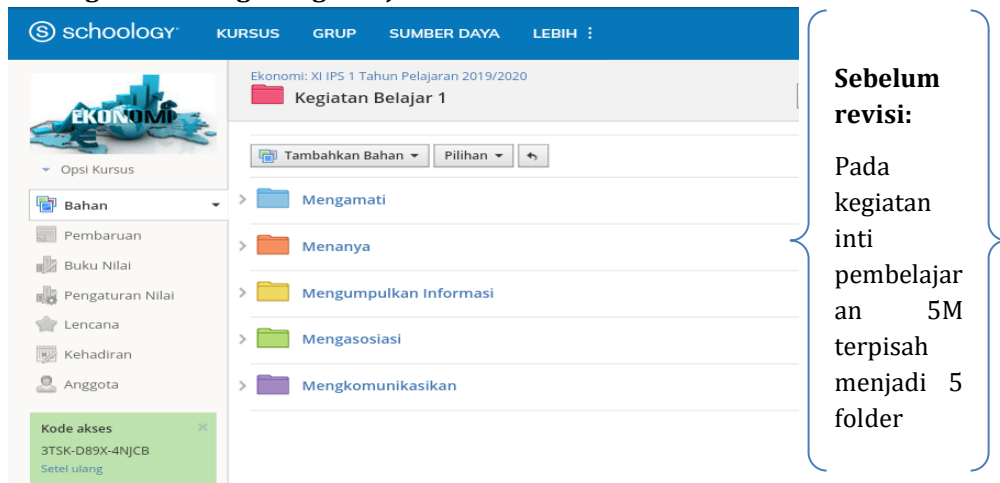 schoology
KURSUS GRUP SUMBER DAYA LEBIH
Ekonomi: XI IPS 1 Tahun Pelajaran 2019/2020
Kegiatan Belajar 1
EKONOMI
Opsi Kursus
Bahan
Pembaruan
Buku Nilai
Pengaturan Nilai
Lencana
Kehadiran
Anggota
Kode akses
3TSK-D89X-4NJCB
Setel ulang
Tambahkan Bahan Pilihan
Mengamati
Menanya
Mengumpulkan Informasi
Mengasosiasi
Mengkomunikasikan
Sebelum
revisi:
Pada
kegiatan
inti
pembelajar
an 5M
terpisah
menjadi 5
folder